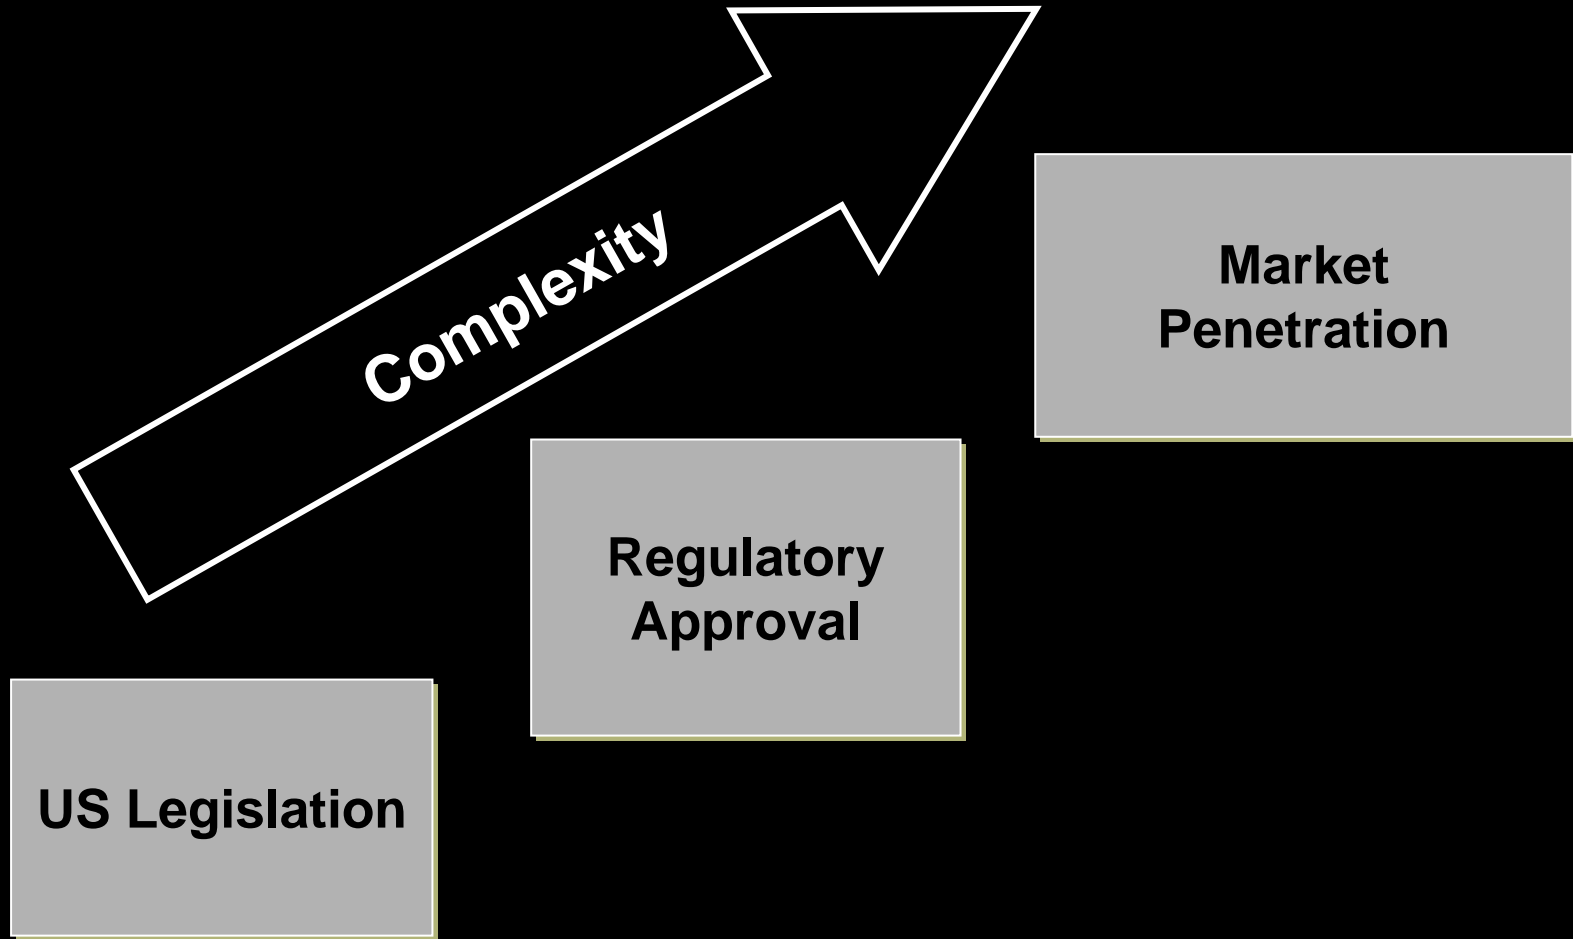 Complexity
Market
Penetration
Regulatory
Approval
US Legislation